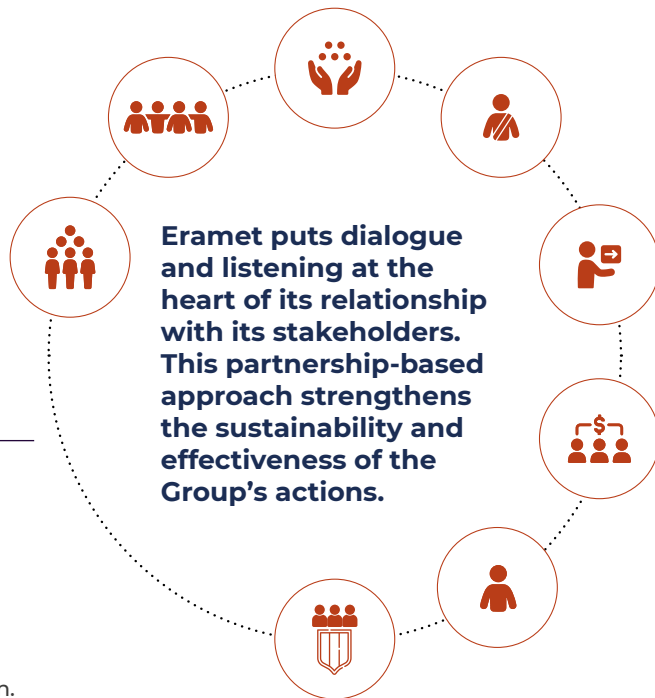 Eramet puts dialogue
and listening at the
heart of its relationship
with its stakeholders.
This partnership-based
approach strengthens
the sustainability and
effectiveness of the
Group’s actions.
$
n.